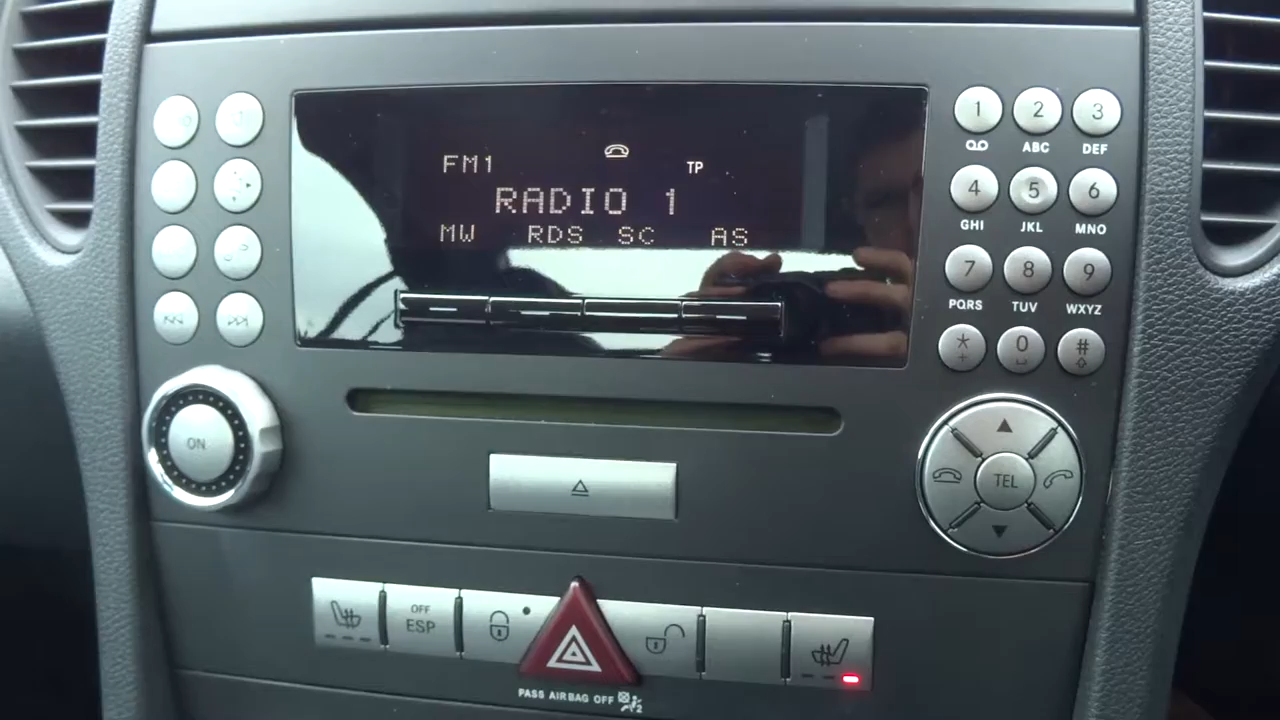 FM1 TP
RADIO 1
MW RDS SC AS
1 2 ABC 3 DEF
4 GHI 5 JKL 6 MNO
7 PQRS 8 TUV 9 WXYZ
* + 0 #
ON
TEL
OFF
ESP
PASS AIRBAG OFF 2